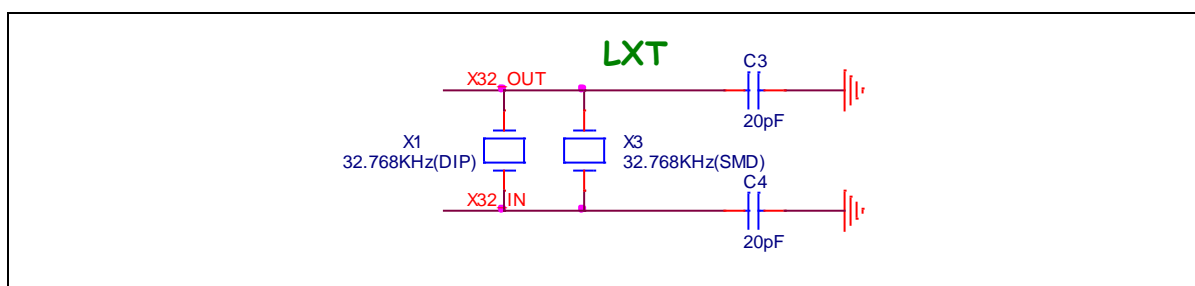 LXT
C3
X32_OUT
20pF
X1
X3
32.768KHz(DIP)
32.768KHz(SMD)
C4
X32_IN
20pF